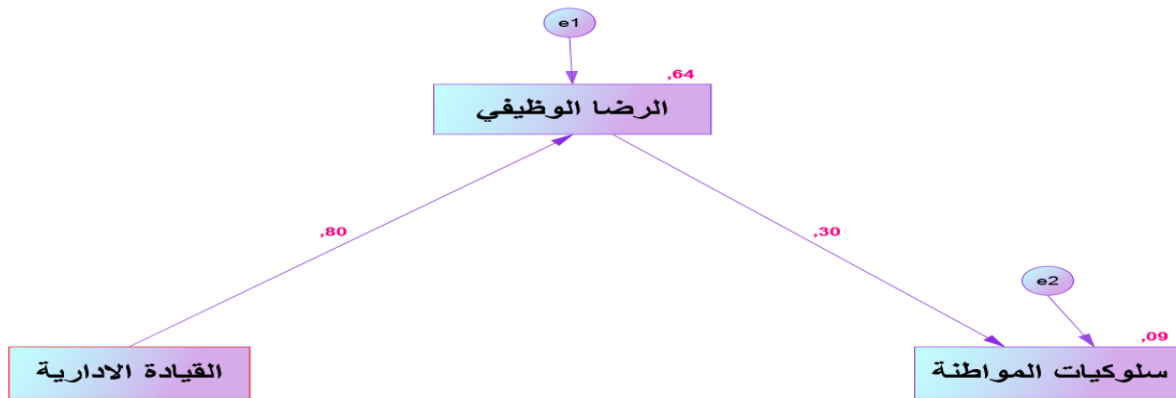 e1
,64
الرضا الوظيفي
,80
,30
e2
,09
القيادة الادارية
سلوكيات المواطنة